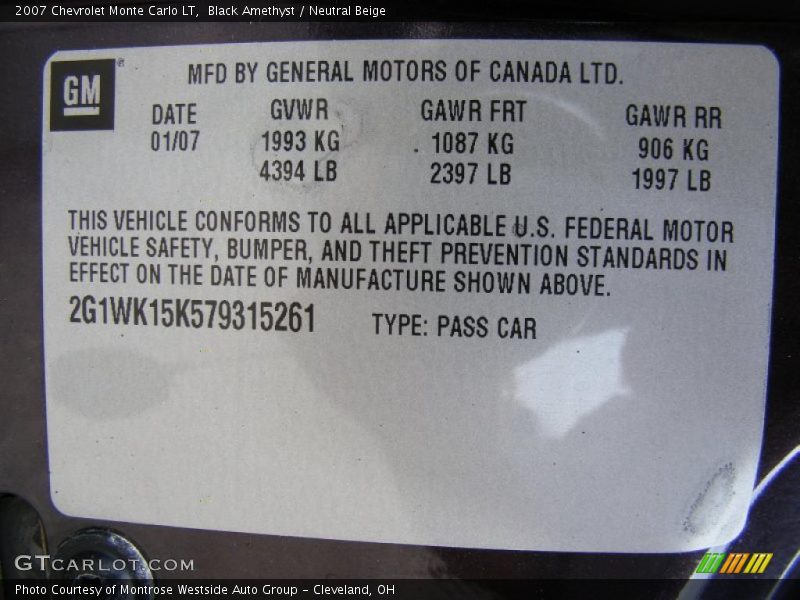 2007 Chevrolet Monte Carlo LT,  Black Amethyst / Neutral Beige
GM ®
MFD BY GENERAL MOTORS OF CANADA LTD.
DATE GVWR GAWR FRT GAWR RR
01/07 1993 KG 1087 KG 906 KG
4394 LB 2397 LB 1997 LB
THIS VEHICLE CONFORMS TO ALL APPLICABLE U.S. FEDERAL MOTOR
VEHICLE SAFETY, BUMPER, AND THEFT PREVENTION STANDARDS IN
EFFECT ON THE DATE OF MANUFACTURE SHOWN ABOVE.
2G1WK15K579315261 TYPE: PASS CAR
GTCARLOT.COM
Photo Courtesy of Montrose Westside Auto Group - Cleveland, OH